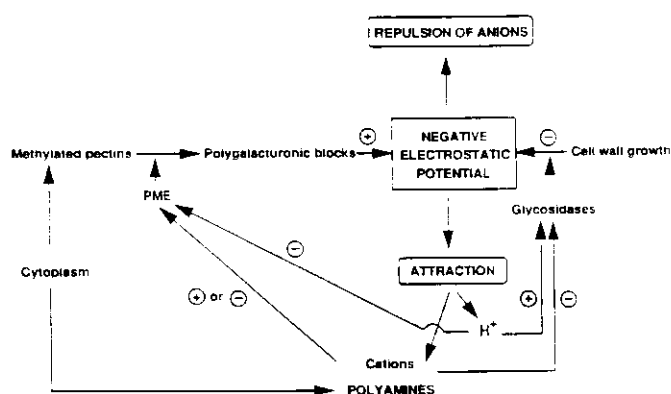 REPULSION OF ANIONS
Methylated pectins
Polygalacturonic blocks
+
NEGATIVE
ELECTROSTATIC
POTENTIAL
−
Cell wall growth
PME
Glycosidases
Cytoplasm
−
ATTRACTION
+ or −
+
−
H+
Cations
POLYAMINES